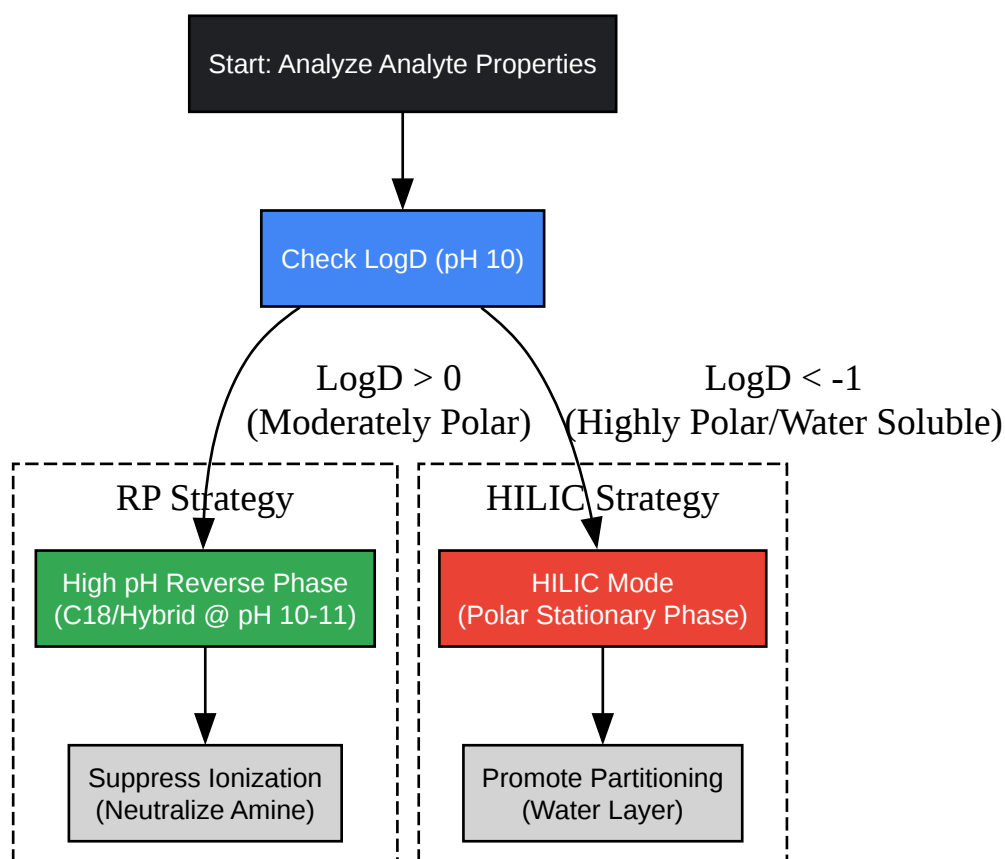 Start: Analyze Analyte Properties
Check LogD (pH 10)
LogD > 0
(Moderately Polar)
LogD < -1
(Highly Polar/Water Soluble)
RP Strategy
HILIC Strategy
High pH Reverse Phase
(C18/Hybrid @ pH 10-11)
HILIC Mode
(Polar Stationary Phase)
Suppress Ionization
(Neutralize Amine)
Promote Partitioning
(Water Layer)